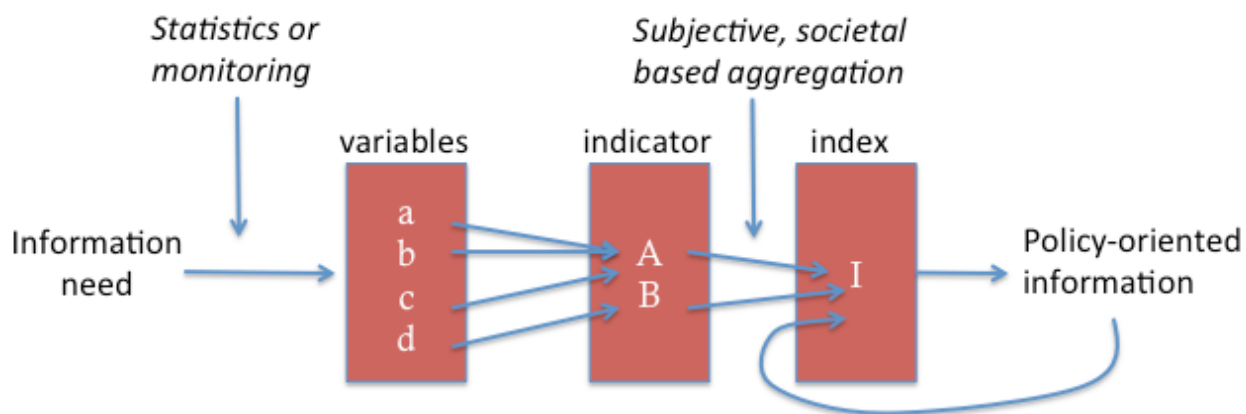 Statistics or
monitoring
Subjective, societal
based aggregation
variables
indicator
index
a
b
c
d
A
B
I
Information
need
Policy-oriented
information